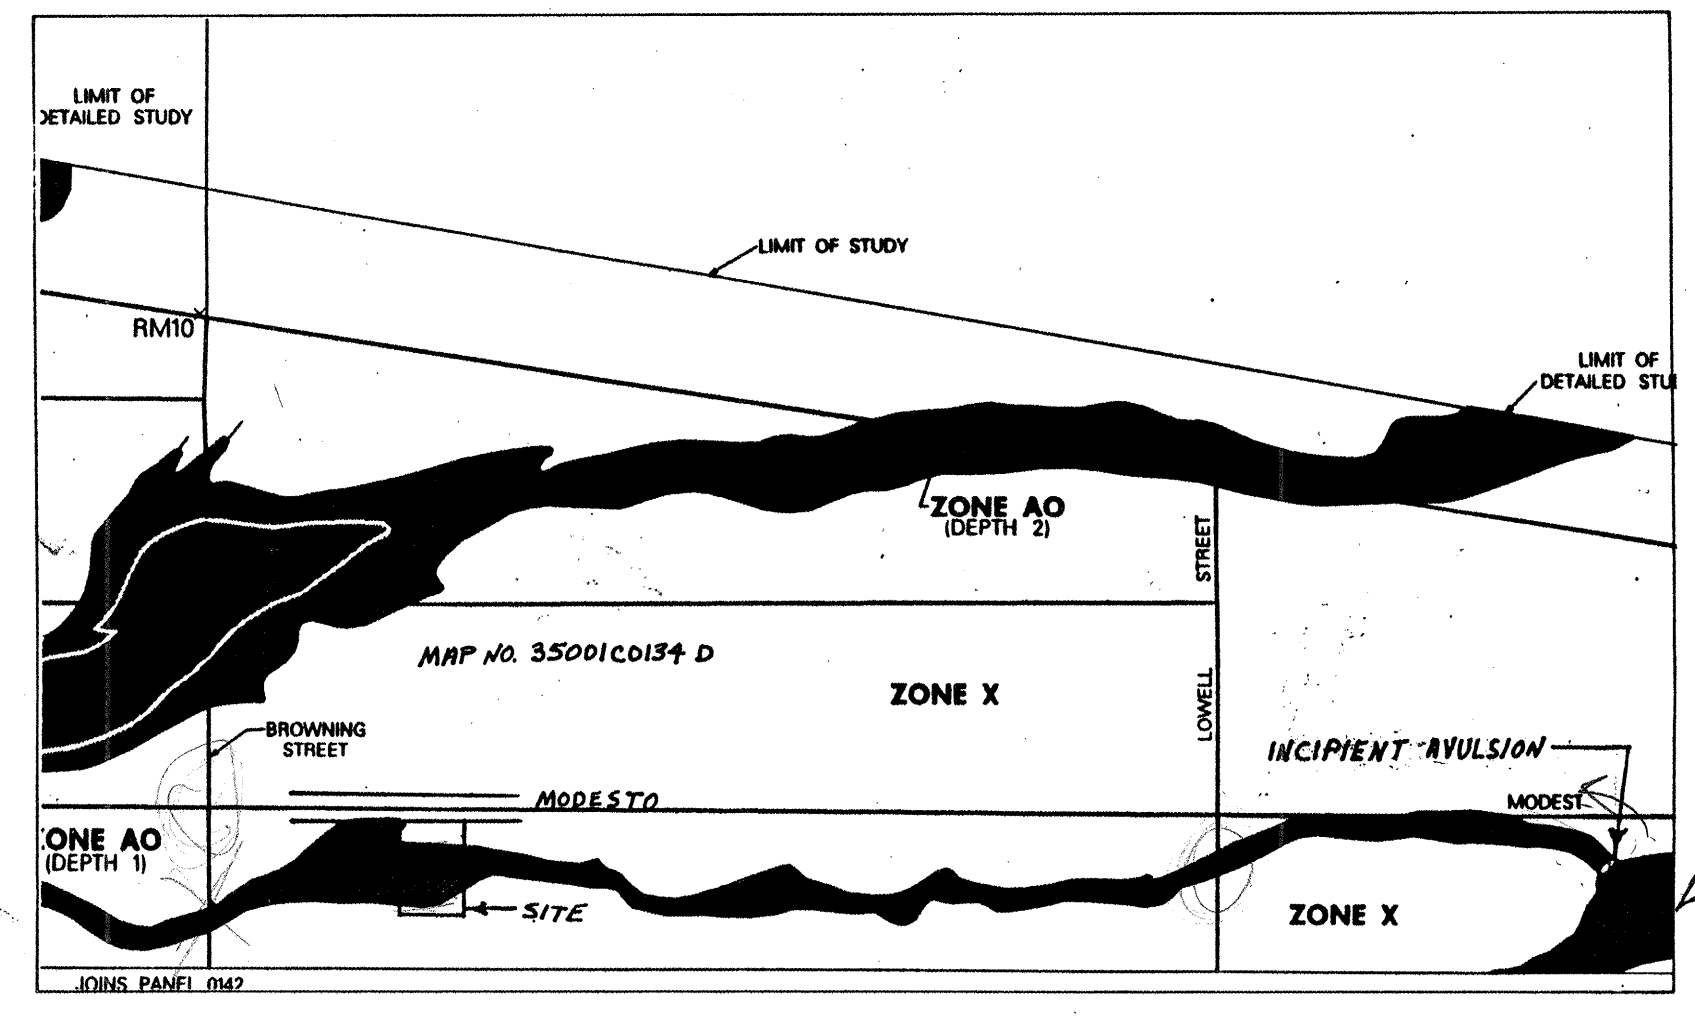 LIMIT OF
DETAILED STUDY
LIMIT OF STUDY
RM10
LIMIT OF
DETAILED STU
ZONE AO
(DEPTH 2)
STREET
LOWELL
MAP NO. 35001C0134 D
ZONE X
BROWNING
STREET
INCIPIENT AVULSION
MODESTO
MODEST
ZONE AO
(DEPTH 1)
SITE
ZONE X
JOINS PANEL 0142